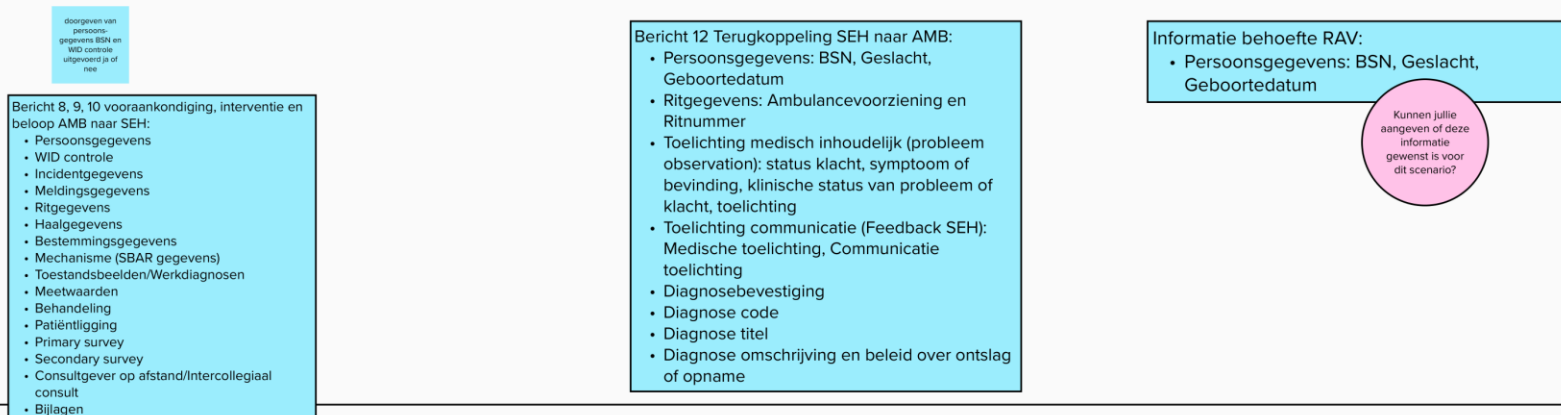 doorgeven van
persoons-
gegevens BSN en
WID controle
uitgevoerd ja of
nee
Bericht 8, 9, 10 vooraankondiging, interventie en
beloop AMB naar SEH:
• Persoonsgegevens
• WID controle
• Incidentgegevens
• Meldingsgegevens
• Ritgegevens
• Haalgegevens
• Bestemmingsgegevens
• Mechanisme (SBAR gegevens)
• Toestandsbeelden/Werkdiagnosen
• Meetwaarden
• Behandeling
• Patiëntligging
• Primary survey
• Secondary survey
• Consultgever op afstand/Intercollegiaal
consult
• Bijlagen
Bericht 12 Terugkoppeling SEH naar AMB:
• Persoonsgegevens: BSN, Geslacht,
Geboortedatum
• Ritgegevens: Ambulancevoorziening en
Ritnummer
• Toelichting medisch inhoudelijk (probleem
observation): status klacht, symptoom of
bevinding, klinische status van probleem of
klacht, toelichting
• Toelichting communicatie (Feedback SEH):
Medische toelichting, Communicatie
toelichting
• Diagnosebevestiging
• Diagnose code
• Diagnose titel
• Diagnose omschrijving en beleid over ontslag
of opname
Informatie behoefte RAV:
• Persoonsgegevens: BSN, Geslacht,
Geboortedatum
Kunnen jullie
aangeven of deze
informatie
gewenst is voor
dit scenario?